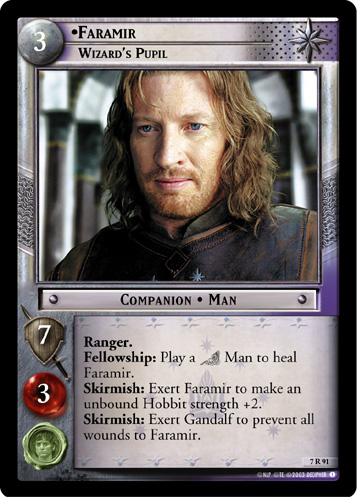 3
•Faramir
Wizard's Pupil
Companion • Man
7
3
Ranger.
Fellowship: Play a Man to heal
Faramir.
Skirmish: Exert Faramir to make an
unbound Hobbit strength +2.
Skirmish: Exert Gandalf to prevent all
wounds to Faramir.
7 R 91